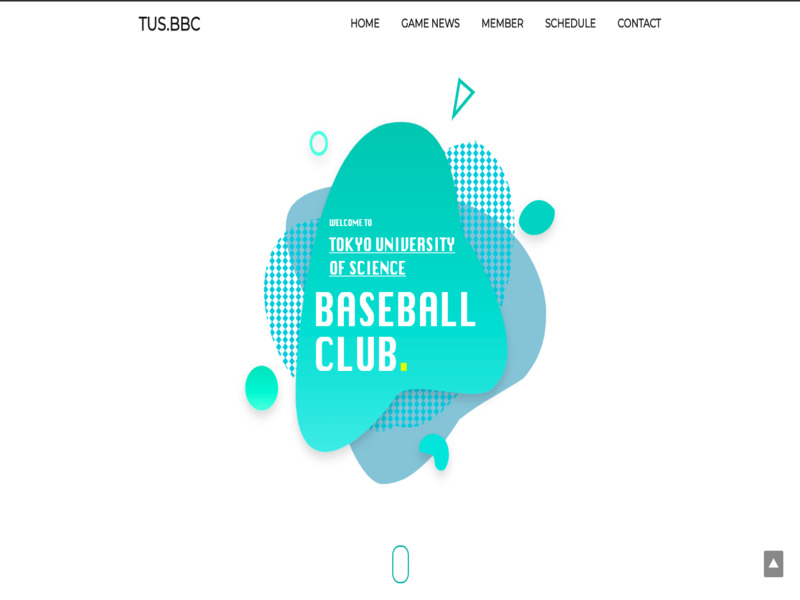 TUS.BBC
HOME GAME NEWS MEMBER SCHEDULE CONTACT
WELCOME TO
TOKYO UNIVERSITY
OF SCIENCE
BASEBALL
CLUB.